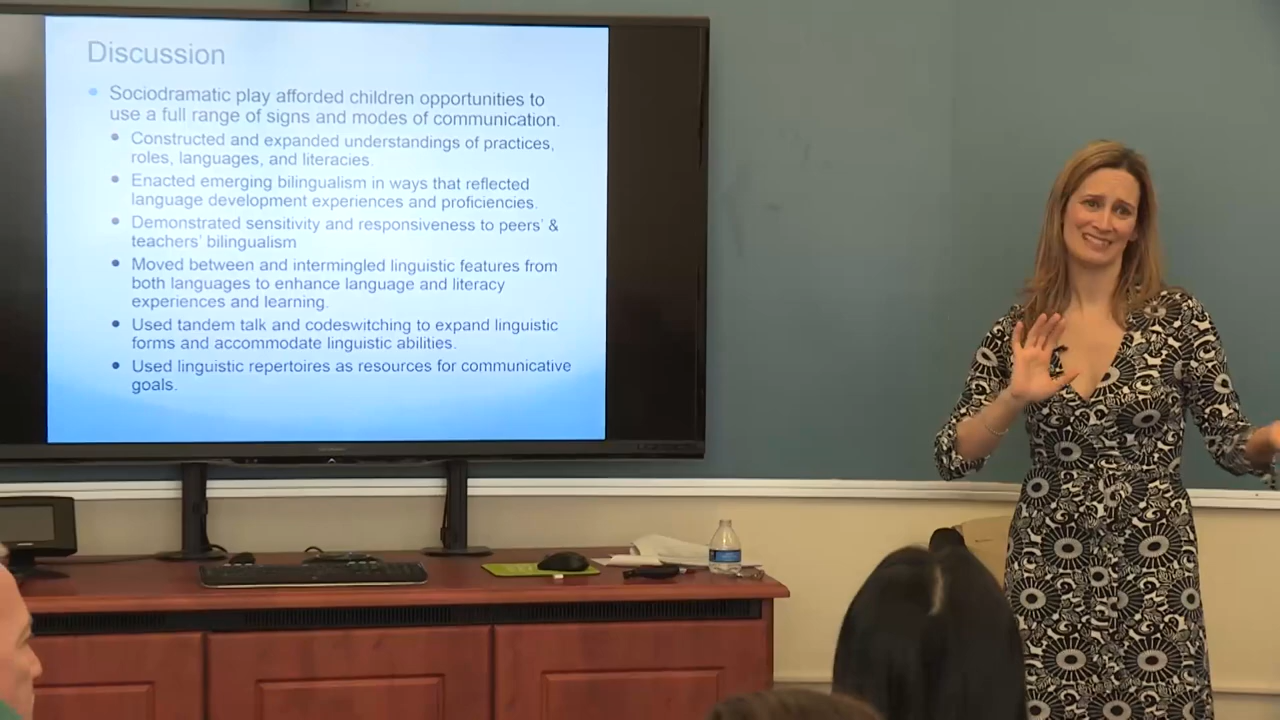 Discussion
Sociodramatic play afforded children opportunities to
use a full range of signs and modes of communication.
Constructed and expanded understandings of practices,
roles, languages, and literacies.
Enacted emerging bilingualism in ways that reflected
language development experiences and proficiencies.
Demonstrated sensitivity and responsiveness to peers' &
teachers' bilingualism
Moved between and intermingled linguistic features from
both languages to enhance language and literacy
experiences and learning.
Used tandem talk and codeswitching to expand linguistic
forms and accommodate linguistic abilities.
Used linguistic repertoires as resources for communicative
goals.